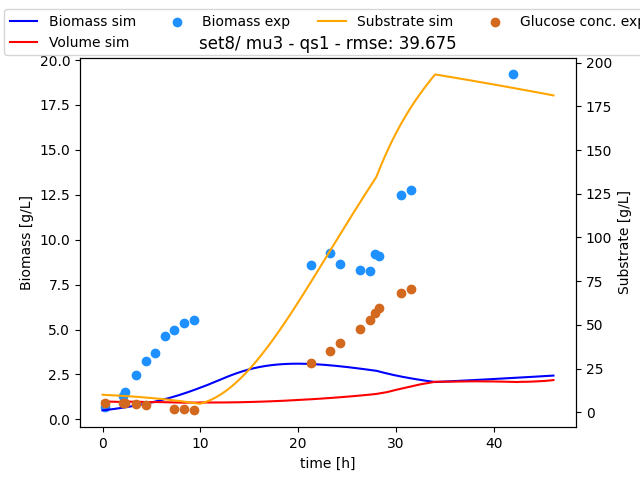 Biomass sim
Biomass exp
Substrate sim
Glucose conc. exp
Volume sim
set8/ mu3 - qs1 - rmse: 39.675
20.0
17.5
15.0
12.5
10.0
7.5
5.0
2.5
0.0
Biomass [g/L]
200
175
150
125
100
75
50
25
0
Substrate [g/L]
0
10
20
30
40
time [h]